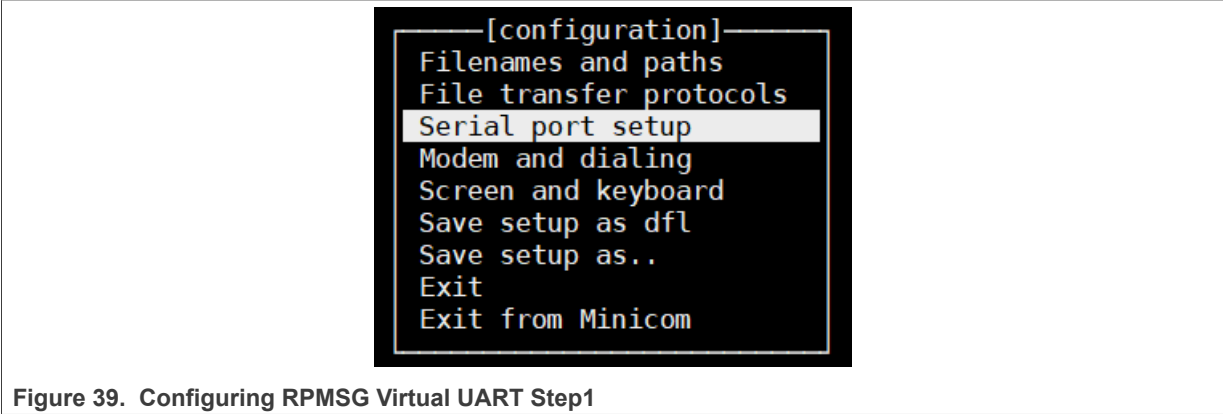 [configuration]
Filenames and paths
File transfer protocols
Serial port setup
Modem and dialing
Screen and keyboard
Save setup as dfl
Save setup as..
Exit
Exit from Minicom
Figure 39. Configuring RPMSG Virtual UART Step1